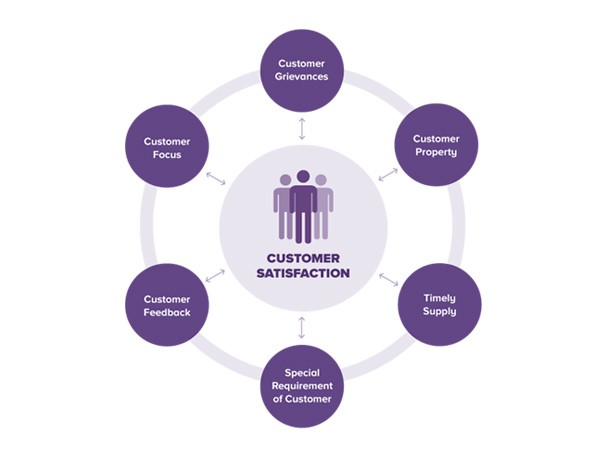 Customer
Grievances
Customer
Focus
Customer
Property
CUSTOMER
SATISFACTION
Customer
Feedback
Timely
Supply
Special
Requirement
of Customer